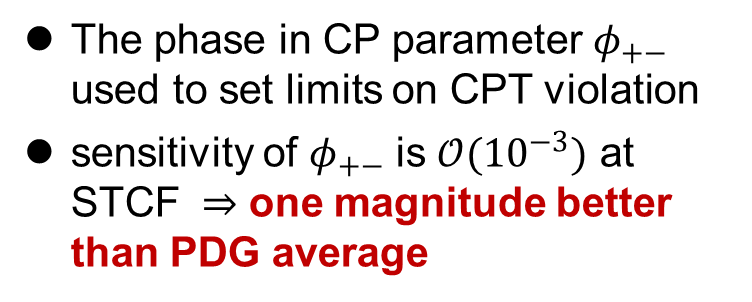 ● The phase in CP parameter ϕ₊₋
used to set limits on CPT violation
● sensitivity of ϕ₊₋ is 𝒪(10⁻³) at
STCF ⇒ one magnitude better
than PDG average